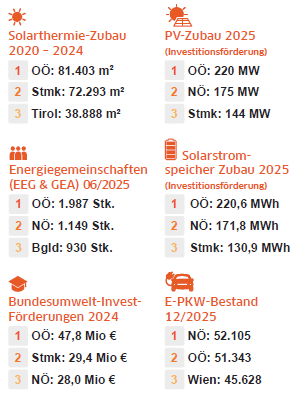 Solarthermie-Zubau
2020 – 2024
1 OÖ: 81.403 m²
2 Stmk: 72.293 m²
3 Tirol: 38.888 m²
PV-Zubau 2025
(Investitionsförderung)
1 OÖ: 220 MW
2 NÖ: 175 MW
3 Stmk: 144 MW
Energiegemeinschaften
(EEG & GEA) 06/2025
1 OÖ: 1.987 Stk.
2 NÖ: 1.149 Stk.
3 Bgld: 930 Stk.
Solarstrom-
speicher Zubau 2025
(Investitionsförderung)
1 OÖ: 220,6 MWh
2 NÖ: 171,8 MWh
3 Stmk: 130,9 MWh
Bundesumwelt-Invest-
Förderungen 2024
1 OÖ: 47,8 Mio €
2 Stmk: 29,4 Mio €
3 NÖ: 28,0 Mio €
E-PKW-Bestand
12/2025
1 NÖ: 52.105
2 OÖ: 51.343
3 Wien: 45.628